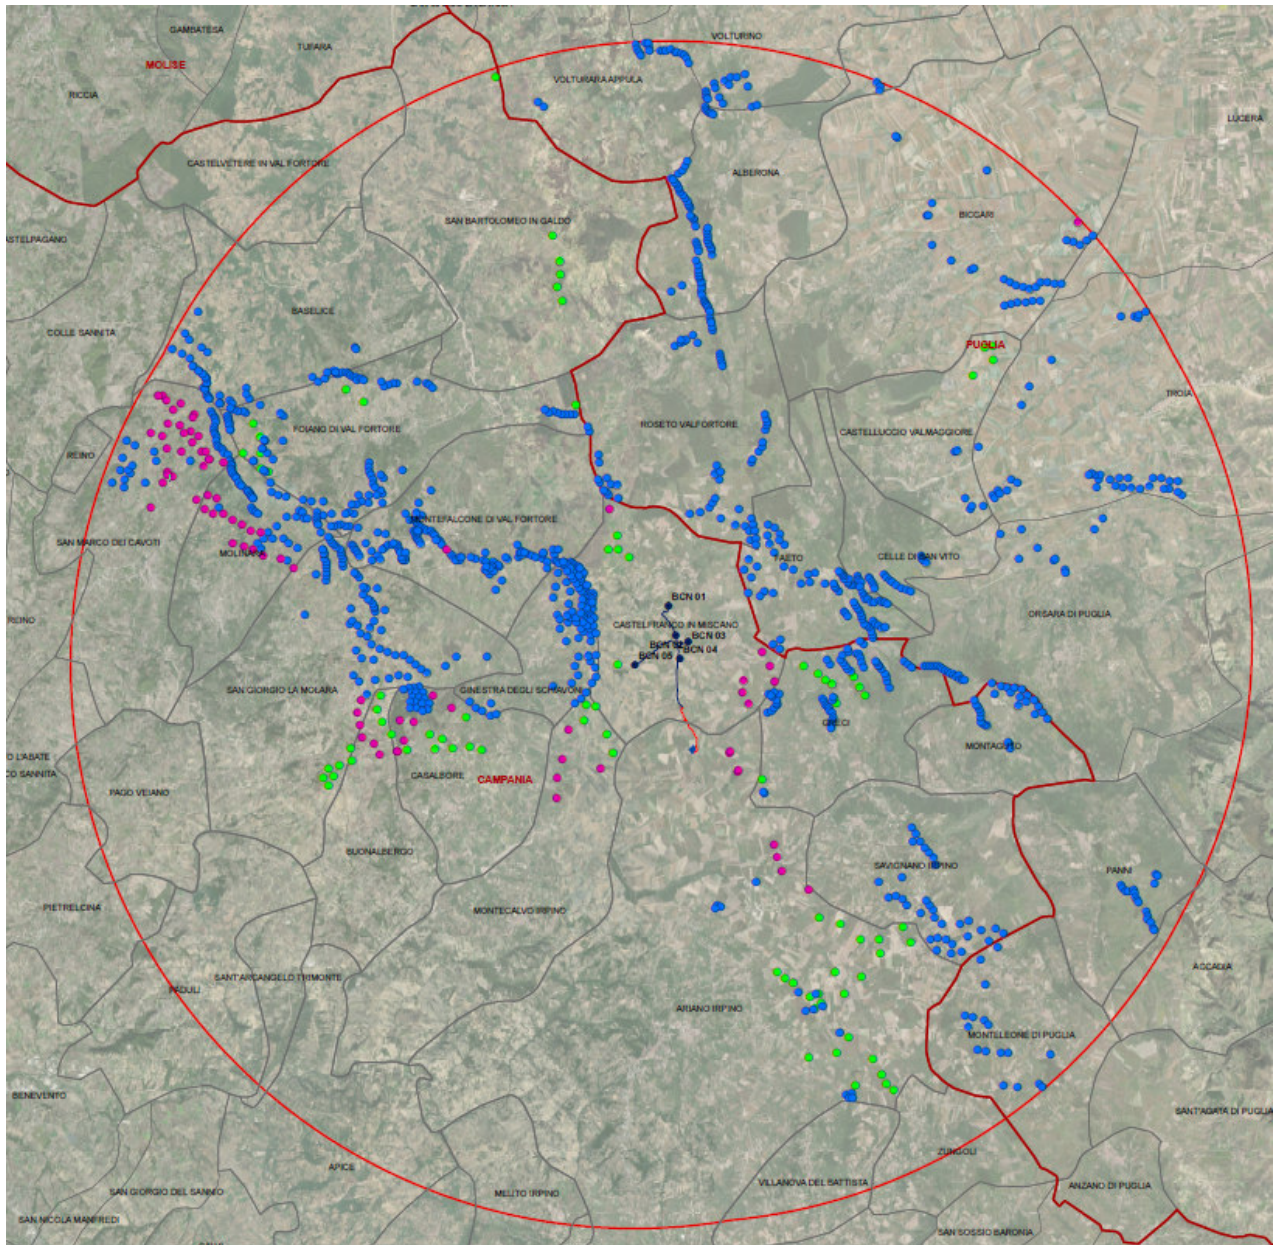 GAMBATESA
VOLTURINO
TUFARA
MOLISE
VOLTURARA APPULA
RICCIA
LUCERA
CASTELVETERE IN VAL FORTORE
ALBERONA
SAN BARTOLOMEO IN GALDO
BICCARI
ASTELPAGANO
BASELICE
COLLE SANNITA
PUGLIA
TROIA
FOIANO DI VAL FORTORE
ROSETO VALFORTORE
CASTELLUCCIO VALMAGGIORE
REINO
MONTEFALCONE DI VAL FORTORE
SAN MARCO DEI CAVOTI
MOLINARA
FAETO
CELLE DI SAN VITO
BCN 01
ORSARA DI PUGLIA
CASTELFRANCO IN MISCANO
BCN 03
BCN 04
BCN 05
SAN GIORGIO LA MOLARA
GINESTRA DEGLI SCHIAVONI
GRECI
MONTAGUTO
O L'ABATE
CO SANNITA
CASALBORE
CAMPANIA
PAGO VEIANO
BUONALBERGO
SAVIGNANO IRPINO
PANNI
PIETRELCINA
MONTECALVO IRPINO
ACCADIA
SANT'ARCANGELO TRIMONTE
PADULI
ARIANO IRPINO
MONTELEONE DI PUGLIA
BENEVENTO
SANT'AGATA DI PUGLIA
ZUNGOLI
APICE
VILLANOVA DEL BATTISTA
ANZANO DI PUGLIA
SAN GIORGIO DEL SANNIO
MELITO IRPINO
SAN NICOLA MANFREDI
SAN SOSSIO BARONIA